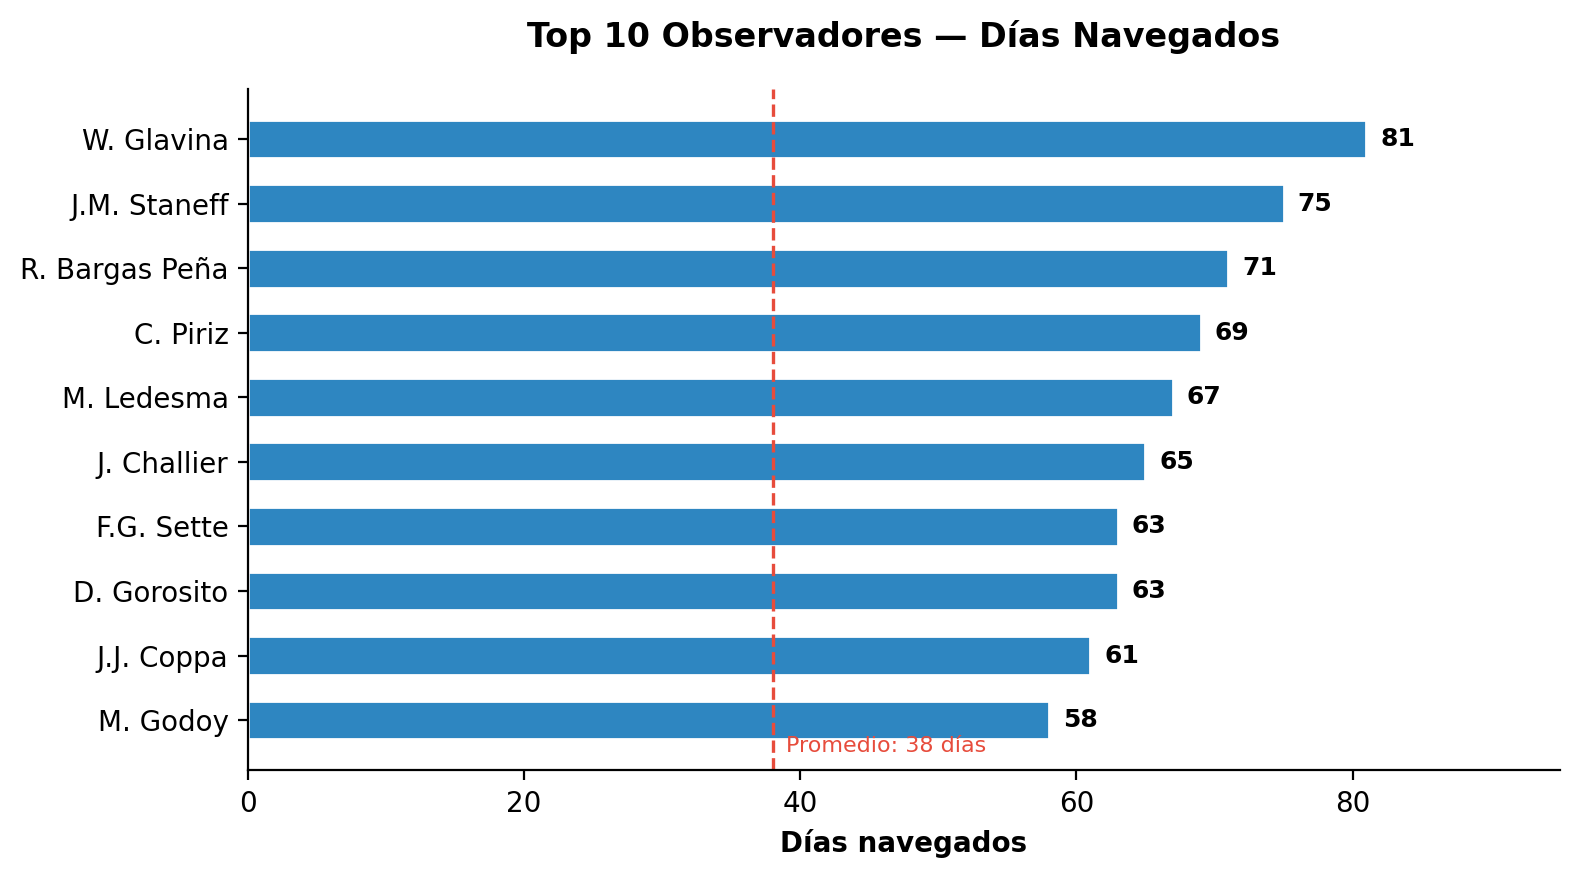 Top 10 Observadores — Días Navegados
W. Glavina 81
J.M. Staneff 75
R. Bargas Peña 71
C. Piriz 69
M. Ledesma 67
J. Challier 65
F.G. Sette 63
D. Gorosito 63
J.J. Coppa 61
M. Godoy 58
Promedio: 38 días
0 20 40 60 80
Días navegados